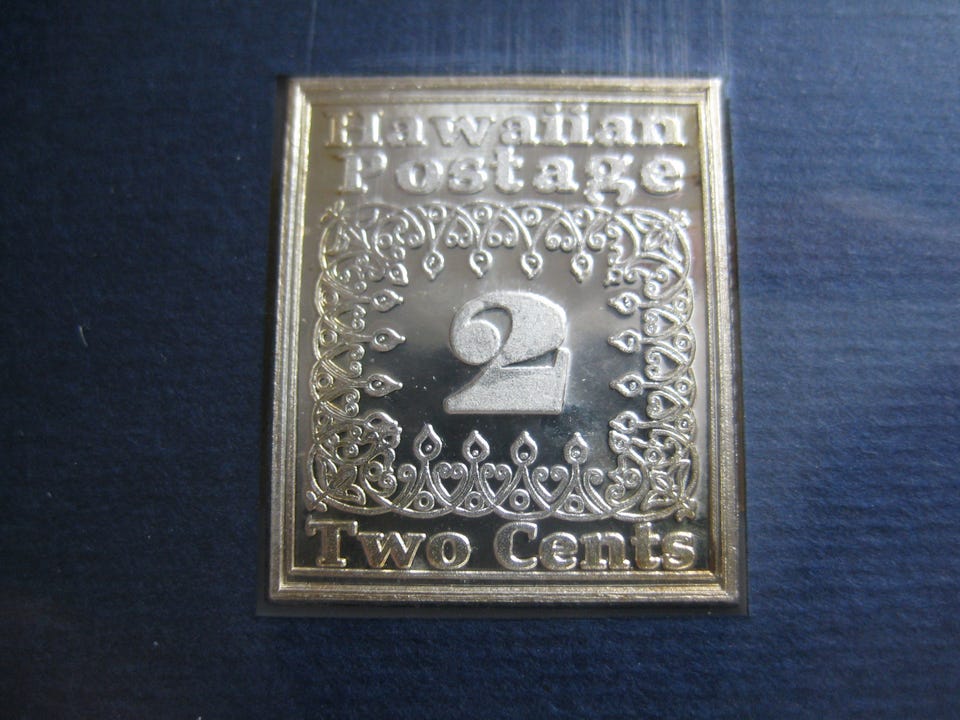 Hawaiian
Postage
2
Two Cents